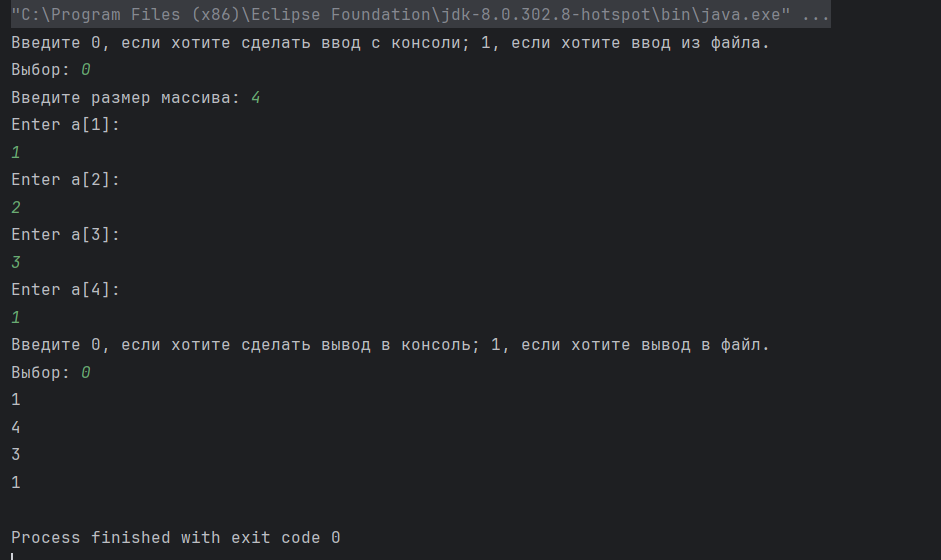 "C:\Program Files (x86)\Eclipse Foundation\jdk-8.0.302.8-hotspot\bin\java.exe" ...
Введите 0, если хотите сделать ввод с консоли; 1, если хотите ввод из файла.
Выбор: 0
Введите размер массива: 4
Enter a[1]:
1
Enter a[2]:
2
Enter a[3]:
3
Enter a[4]:
1
Введите 0, если хотите сделать вывод в консоль; 1, если хотите вывод в файл.
Выбор: 0
1
4
3
1
Process finished with exit code 0